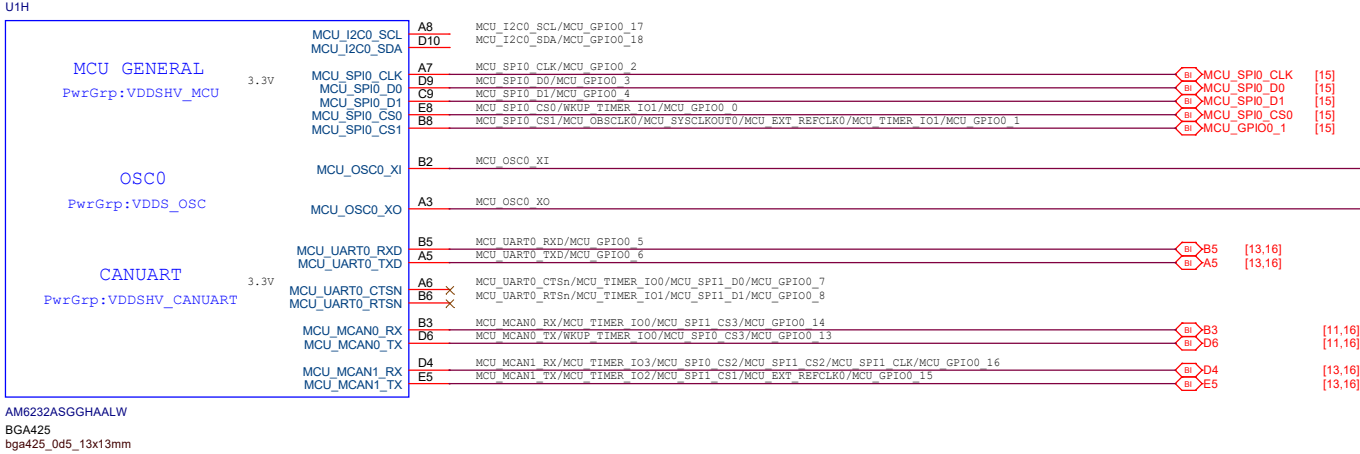 U1H
MCU_I2C0_SCL A8 MCU_I2C0_SCL/MCU_GPIO0_17
MCU_I2C0_SDA D10 MCU_I2C0_SDA/MCU_GPIO0_18
MCU GENERAL
PwrGrp:VDDSHV_MCU
3.3V
MCU_SPI0_CLK A7 MCU_SPI0_CLK/MCU_GPIO0_2 BI MCU_SPI0_CLK [15]
MCU_SPI0_D0 D9 MCU_SPI0_D0/MCU_GPIO0_3 BI MCU_SPI0_D0 [15]
MCU_SPI0_D1 C9 MCU_SPI0_D1/MCU_GPIO0_4 BI MCU_SPI0_D1 [15]
MCU_SPI0_CS0 E8 MCU_SPI0_CS0/WKUP_TIMER_IO1/MCU_GPIO0_0 BI MCU_SPI0_CS0 [15]
MCU_SPI0_CS1 B8 MCU_SPI0_CS1/MCU_OBSCLK0/MCU_SYSCLKOUT0/MCU_EXT_REFCLK0/MCU_TIMER_IO1/MCU_GPIO0_1 BI MCU_GPIO0_1 [15]
MCU_OSC0_XI B2 MCU_OSC0_XI
OSC0
PwrGrp:VDDS_OSC
MCU_OSC0_XO A3 MCU_OSC0_XO
MCU_UART0_RXD B5 MCU_UART0_RXD/MCU_GPIO0_5 BI B5 [13,16]
MCU_UART0_TXD A5 MCU_UART0_TXD/MCU_GPIO0_6 BI A5 [13,16]
CANUART
PwrGrp:VDDSHV_CANUART
3.3V
MCU_UART0_CTSN A6 MCU_UART0_CTSn/MCU_TIMER_IO0/MCU_SPI1_D0/MCU_GPIO0_7
MCU_UART0_RTSN B6 MCU_UART0_RTSn/MCU_TIMER_IO1/MCU_SPI1_D1/MCU_GPIO0_8
MCU_MCAN0_RX B3 MCU_MCAN0_RX/MCU_TIMER_IO0/MCU_SPI1_CS3/MCU_GPIO0_14 BI B3 [11,16]
MCU_MCAN0_TX D6 MCU_MCAN0_TX/WKUP_TIMER_IO0/MCU_SPI0_CS3/MCU_GPIO0_13 BI D6 [11,16]
MCU_MCAN1_RX D4 MCU_MCAN1_RX/MCU_TIMER_IO3/MCU_SPI0_CS2/MCU_SPI1_CS2/MCU_SPI1_CLK/MCU_GPIO0_16 BI D4 [13,16]
MCU_MCAN1_TX E5 MCU_MCAN1_TX/MCU_TIMER_IO2/MCU_SPI1_CS1/MCU_EXT_REFCLK0/MCU_GPIO0_15 BI E5 [13,16]
AM6232ASGGHAALW
BGA425
bga425_0d5_13x13mm